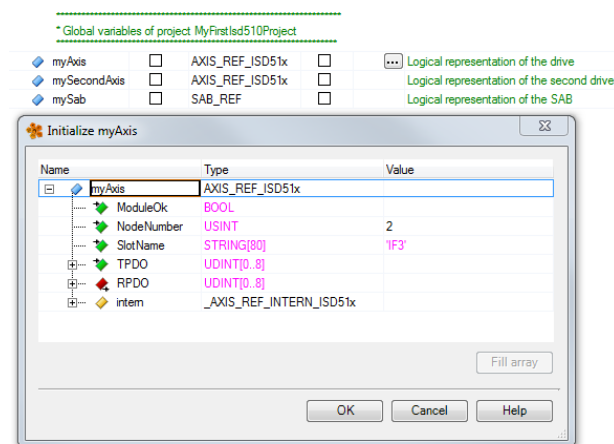 **********************************************************************
* Global variables of project MyFirstIsd510Project
**********************************************************************
myAxis AXIS_REF_ISD51x ... Logical representation of the drive
mySecondAxis AXIS_REF_ISD51x Logical representation of the second drive
mySab SAB_REF Logical representation of the SAB
Initialize myAxis
Name Type Value
myAxis AXIS_REF_ISD51x
ModuleOk BOOL
NodeNumber USINT 2
SlotName STRING[80] 'IF3'
TPDO UDINT[0..8]
RPDO UDINT[0..8]
intern _AXIS_REF_INTERN_ISD51x
Fill array
OK Cancel Help